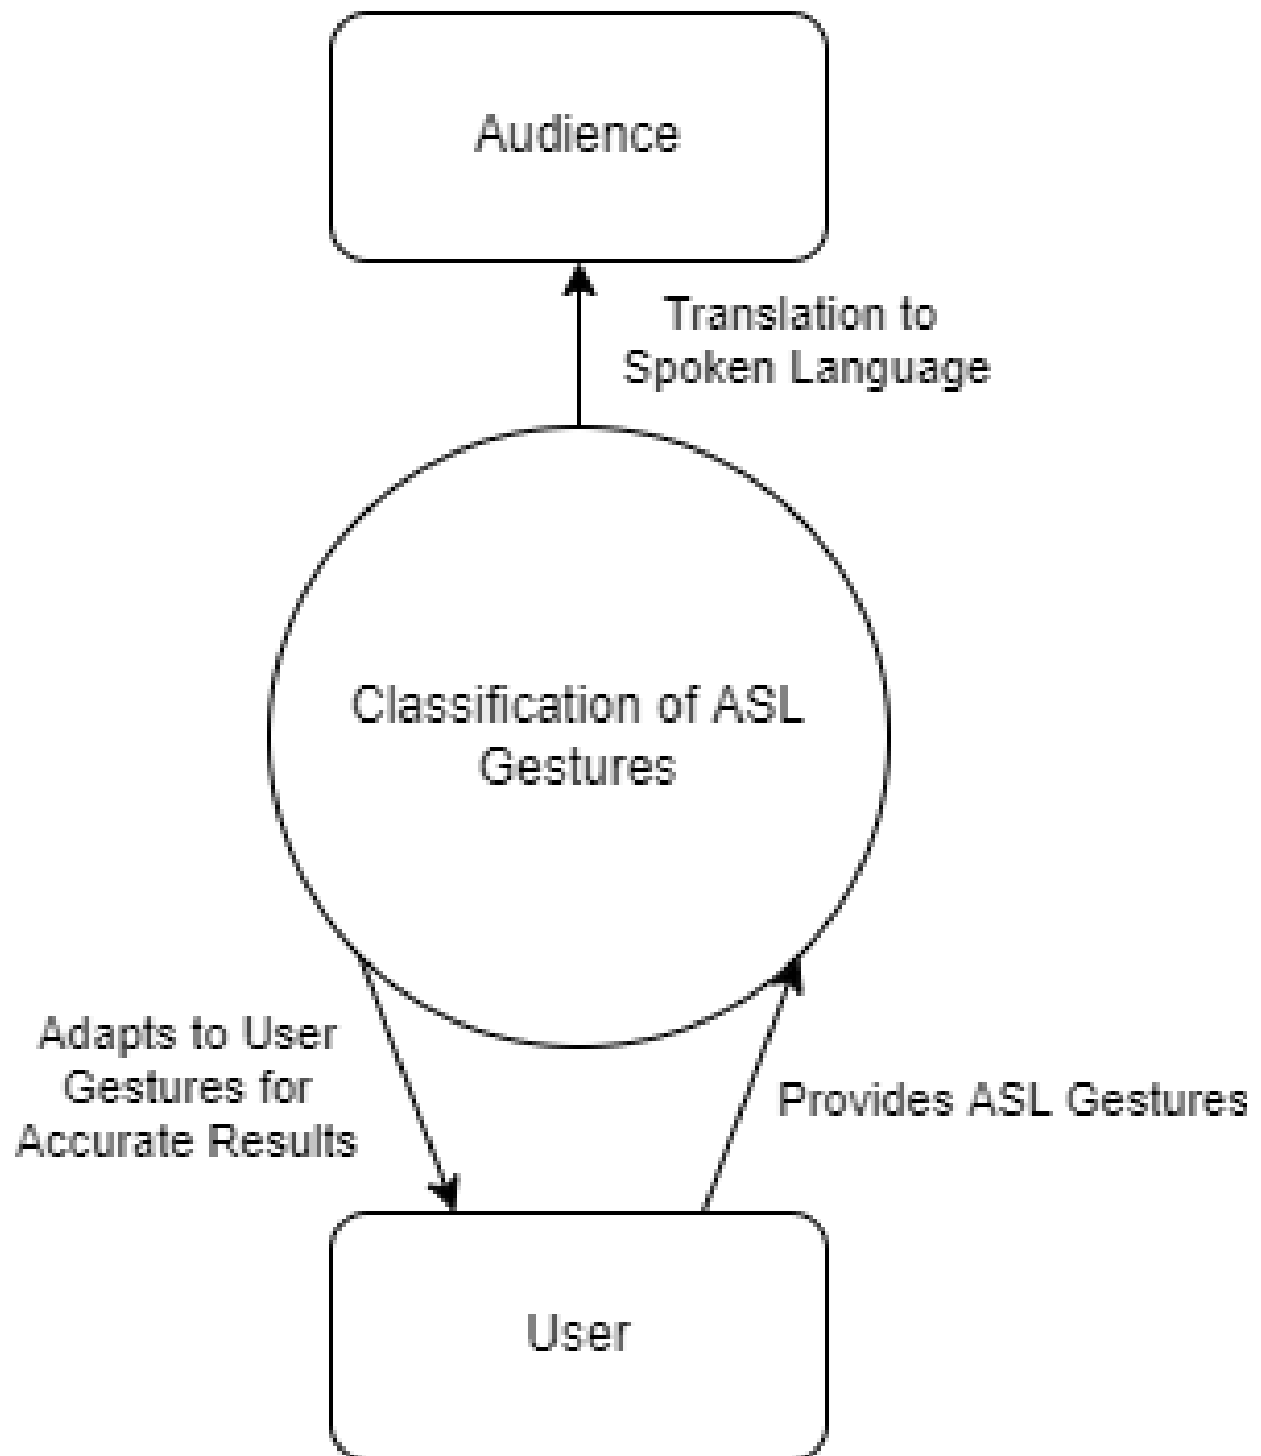 Audience
Translation to
Spoken Language
Classification of ASL
Gestures
Adapts to User
Gestures for
Accurate Results
Provides ASL Gestures
User